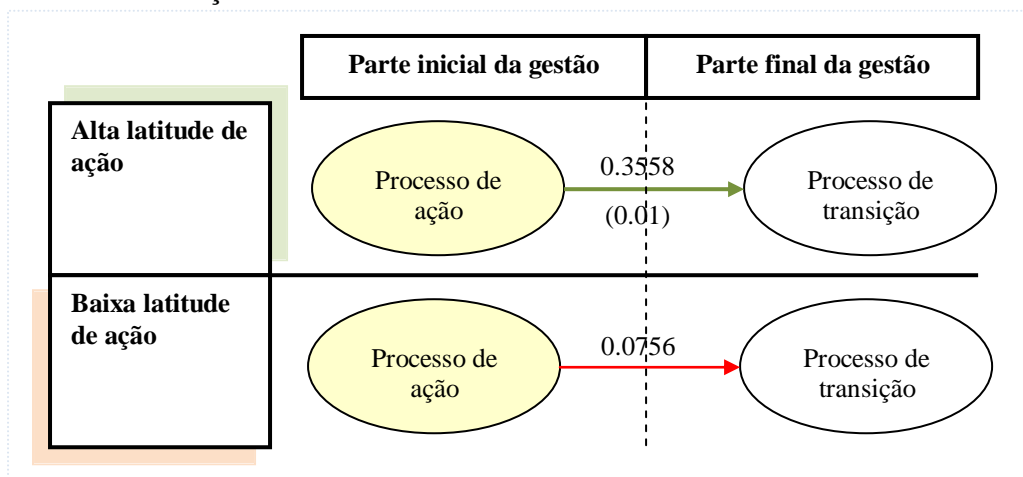 Parte inicial da gestão
Parte final da gestão
Alta latitude de
ação
Processo de
ação
0.3558
(0.01)
Processo de
transição
Baixa latitude
de ação
Processo de
ação
0.0756
Processo de
transição